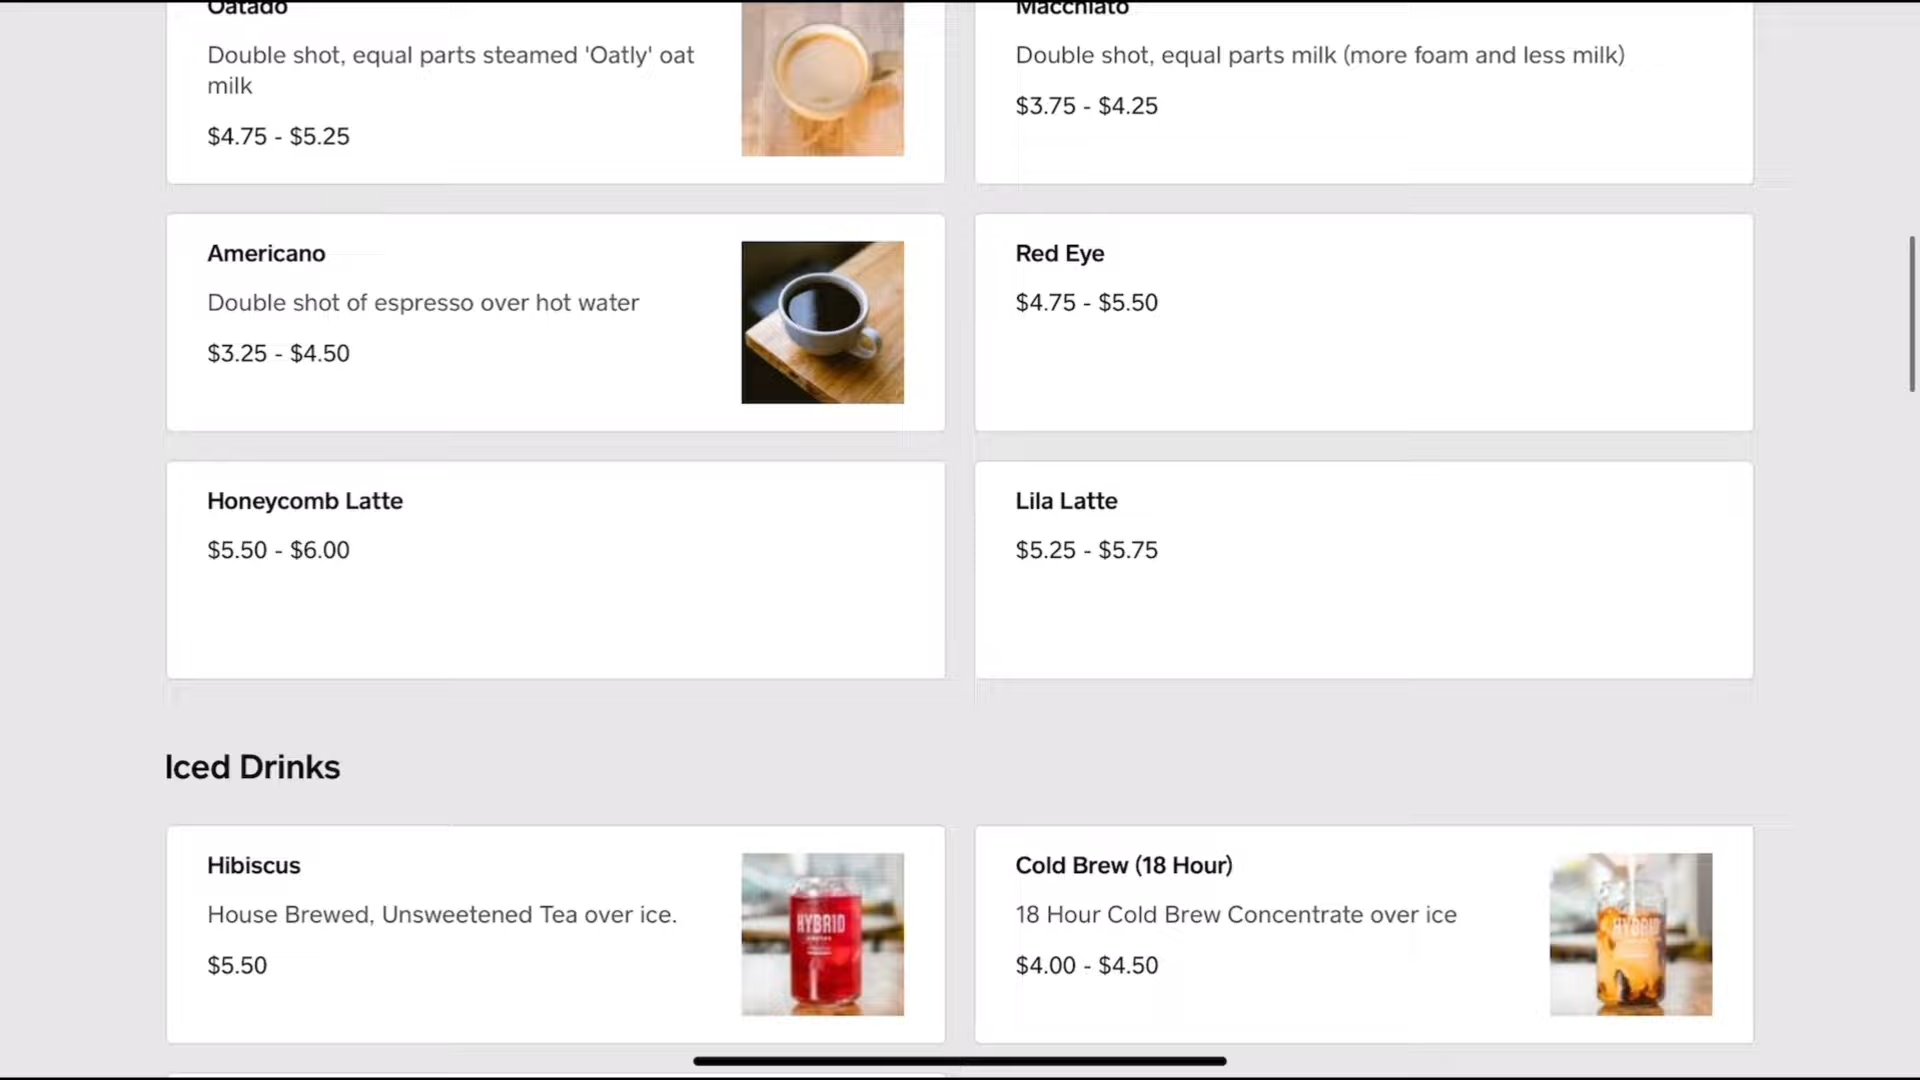 Oatado
Double shot, equal parts steamed 'Oatly' oat
milk
$4.75 - $5.25
Macchiato
Double shot, equal parts milk (more foam and less milk)
$3.75 - $4.25
Americano
Double shot of espresso over hot water
$3.25 - $4.50
Red Eye
$4.75 - $5.50
Honeycomb Latte
$5.50 - $6.00
Lila Latte
$5.25 - $5.75
Iced Drinks
Hibiscus
House Brewed, Unsweetened Tea over ice.
$5.50
HYBRID
Cold Brew (18 Hour)
18 Hour Cold Brew Concentrate over ice
$4.00 - $4.50
HYBRID